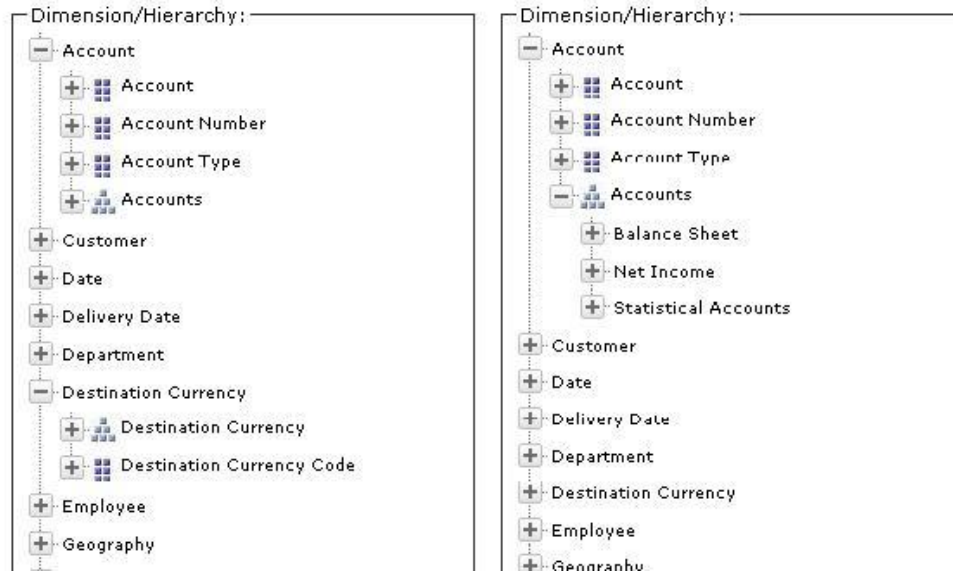 Dimension/Hierarchy:
Account
Account
Account Number
Account Type
Accounts
Customer
Date
Delivery Date
Department
Destination Currency
Destination Currency
Destination Currency Code
Employee
Geography
Dimension/Hierarchy:
Account
Account
Account Number
Account Type
Accounts
Balance Sheet
Net Income
Statistical Accounts
Customer
Date
Delivery Date
Department
Destination Currency
Employee
Geography